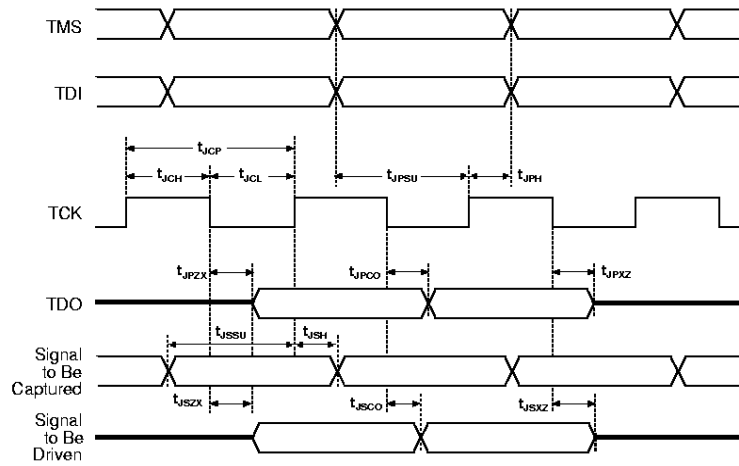 TMS
TDI
tJCP
tJCH
tJCL
tJPSU
tJPH
TCK
tJPZX
tJPCO
tJPXZ
TDO
tJSSU
tJSH
Signal
to Be
Captured
tJSZX
tJSCO
tJSXZ
Signal
to Be
Driven